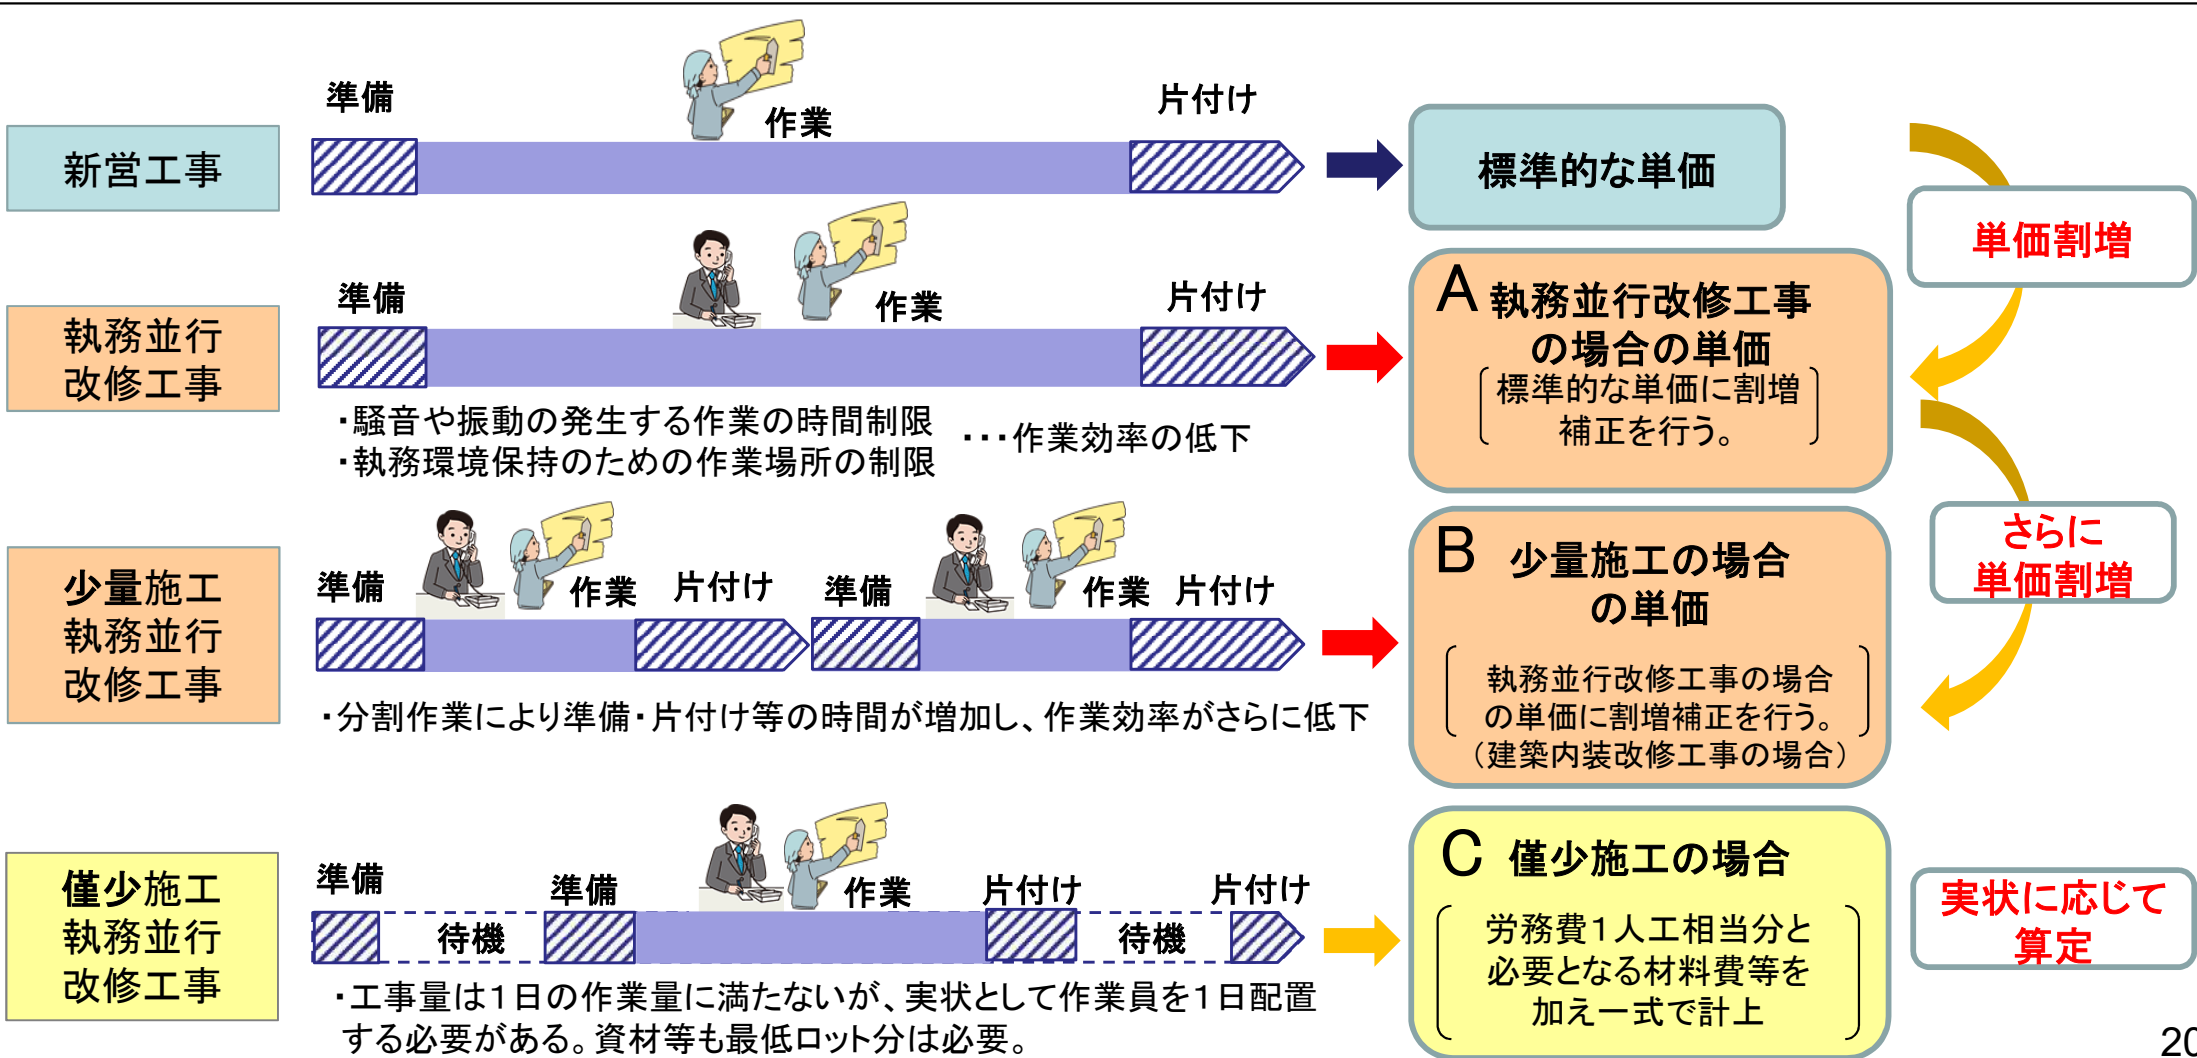 新営工事
準備
作業
片付け
標準的な単価
単価割増
執務並行
改修工事
準備
作業
片付け
・騒音や振動の発生する作業の時間制限
・執務環境保持のための作業場所の制限
・・・作業効率の低下
A 執務並行改修工事
の場合の単価
標準的な単価に割増
補正を行う。
さらに
単価割増
少量施工
執務並行
改修工事
準備
作業
片付け
準備
作業
片付け
・分割作業により準備・片付け等の時間が増加し、作業効率がさらに低下
B 少量施工の場合
の単価
執務並行改修工事の場合
の単価に割増補正を行う。
（建築内装改修工事の場合）
僅少施工
執務並行
改修工事
準備
待機
準備
作業
片付け
待機
片付け
・工事量は1日の作業量に満たないが、実状として作業員を1日配置
する必要がある。資材等も最低ロット分は必要。
C 僅少施工の場合
労務費1人工相当分と
必要となる材料費等を
加え一式で計上
実状に応じて
算定
20